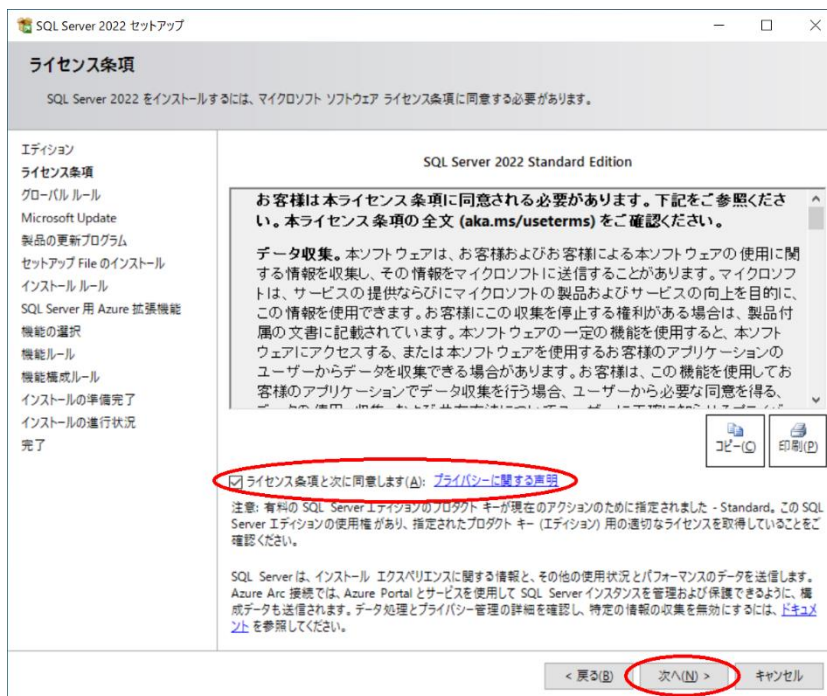 SQL Server 2022 セットアップ
ライセンス条項
SQL Server 2022 をインストールするには、マイクロソフト ソフトウェア ライセンス条項に同意する必要があります。
エディション
ライセンス条項
グローバル ルール
Microsoft Update
製品の更新プログラム
セットアップ File のインストール
インストール ルール
SQL Server 用 Azure 拡張機能
機能の選択
機能ルール
機能構成ルール
インストールの準備完了
インストールの進行状況
完了
SQL Server 2022 Standard Edition
お客様は本ライセンス条項に同意される必要があります。下記をご参照くださ
い。本ライセンス条項の全文 (aka.ms/useterms) をご確認ください。
データ収集。本ソフトウェアは、お客様およびお客様による本ソフトウェアの使用に関
する情報を収集し、その情報をマイクロソフトに送信することがあります。マイクロソフ
トは、サービスの提供ならびにマイクロソフトの製品およびサービスの向上を目的に、
この情報を使用できます。お客様にこの収集を停止する権利がある場合は、製品付
属の文書に記載されています。本ソフトウェアの一定の機能を使用すると、本ソフト
ウェアにアクセスする、または本ソフトウェアを使用するお客様のアプリケーションの
ユーザーからデータを収集できる場合があります。お客様は、この機能を使用してお
客様のアプリケーションでデータ収集を行う場合、ユーザーから必要な同意を得る、
コピー(C)
印刷(P)
ライセンス条項と次に同意します(A): プライバシーに関する声明
注意: 有料の SQL Server エディションのプロダクト キーが現在のアクションのために指定されました - Standard。この SQL
Server エディションの使用権があり、指定されたプロダクト キー (エディション) 用の適切なライセンスを取得していることをご
確認ください。
SQL Server は、インストール エクスペリエンスに関する情報と、その他の使用状況とパフォーマンスのデータを送信します。
Azure Arc 接続では、Azure Portal とサービスを使用して SQL Server インスタンスを管理および保護できるように、構
成データも送信されます。データ処理とプライバシー管理の詳細を確認し、特定の情報の収集を無効にするには、ドキュメ
ント を参照してください。
< 戻る(B)
次へ(N) >
キャンセル